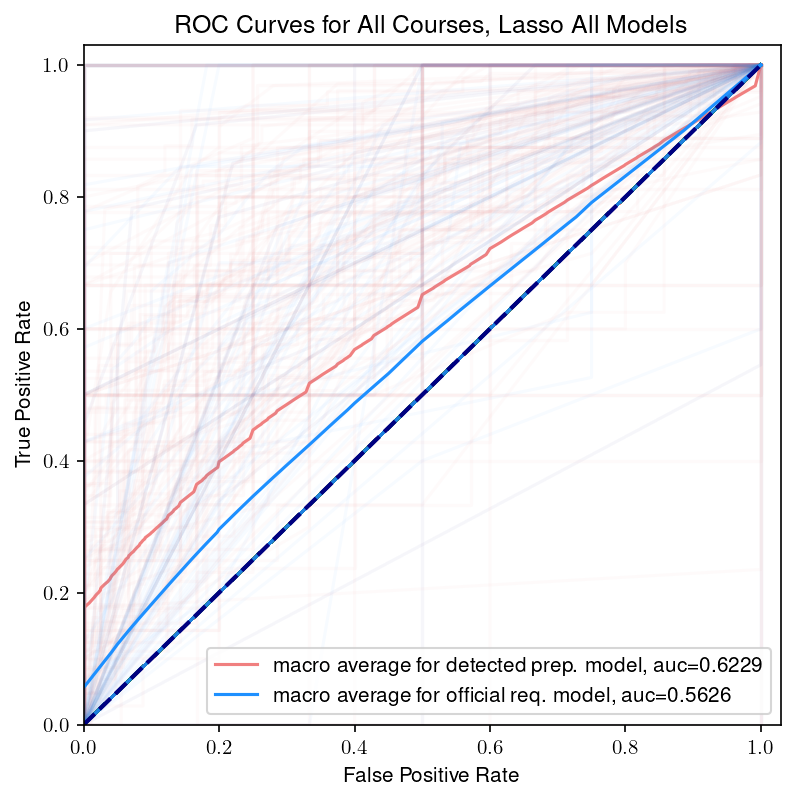 ROC Curves for All Courses, Lasso All Models
True Positive Rate
1.0
0.8
0.6
0.4
0.2
0.0
macro average for detected prep. model, auc=0.6229
macro average for official req. model, auc=0.5626
0.0 0.2 0.4 0.6 0.8 1.0
False Positive Rate